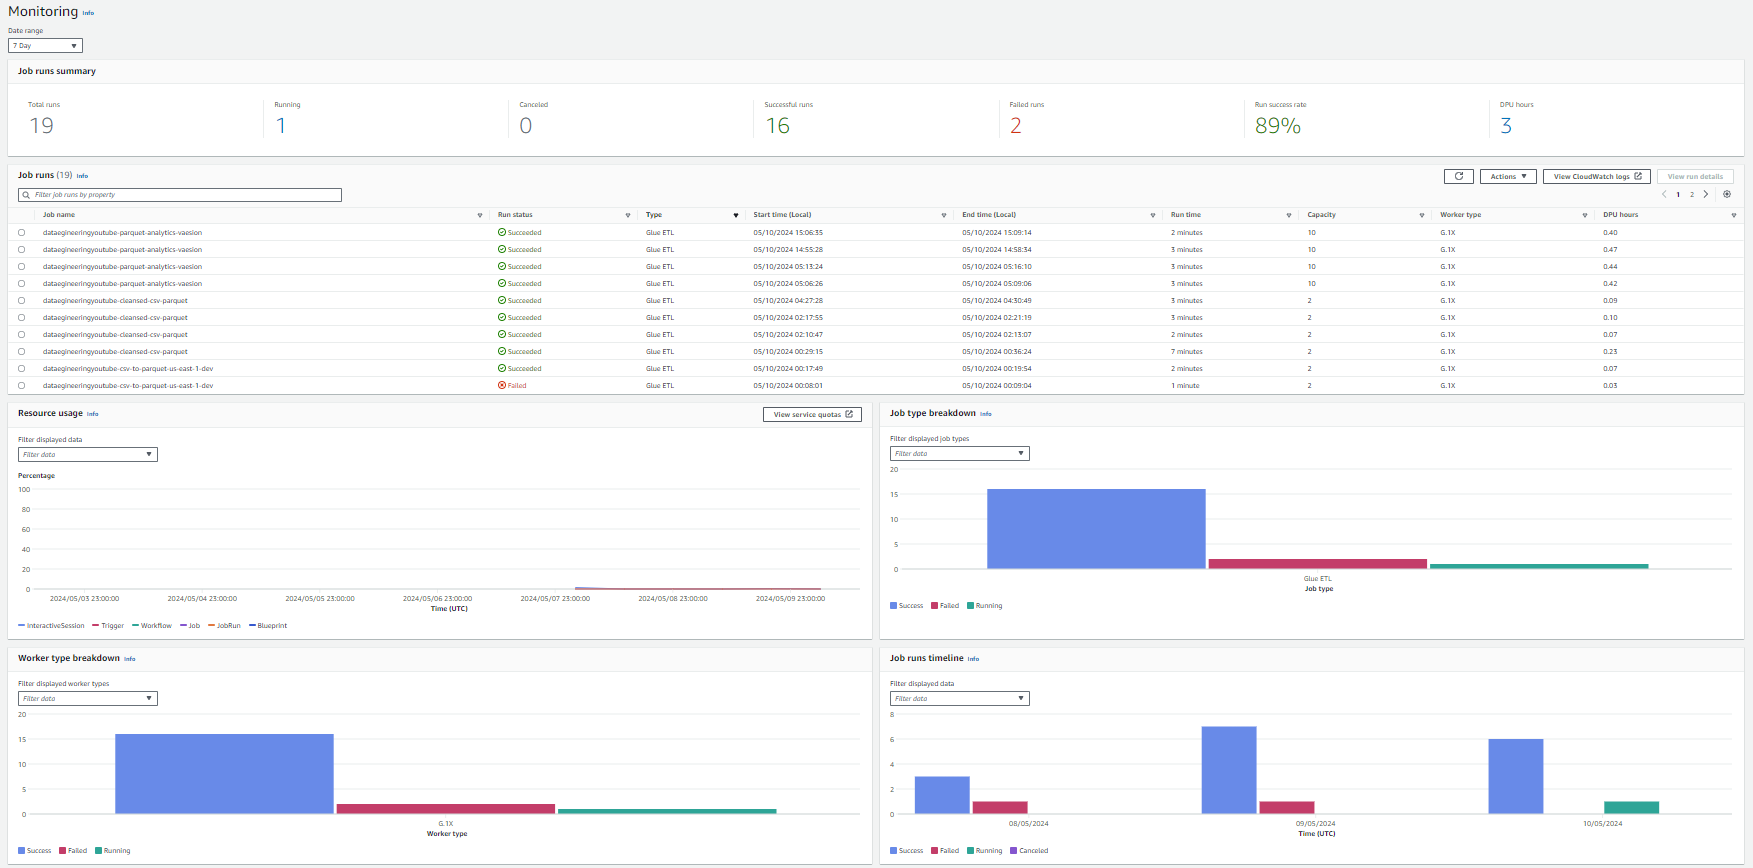 Monitoring Info
Date range
7 Day
Job runs summary
Total runs
19
Running
1
Canceled
0
Successful runs
16
Failed runs
2
Run success rate
89%
DPU hours
3
Job runs (19) Info
Actions View CloudWatch logs View run details
Filter job runs by property
1 2
Job name Run status Type Start time (Local) End time (Local) Run time Capacity Worker type DPU hours
dataegineeringyoutube-parquet-analytics-vaesion Succeeded Glue ETL 05/10/2024 15:06:35 05/10/2024 15:09:14 2 minutes 10 G.1X 0.40
dataegineeringyoutube-parquet-analytics-vaesion Succeeded Glue ETL 05/10/2024 14:55:28 05/10/2024 14:58:34 3 minutes 10 G.1X 0.47
dataegineeringyoutube-parquet-analytics-vaesion Succeeded Glue ETL 05/10/2024 05:13:24 05/10/2024 05:16:10 3 minutes 10 G.1X 0.44
dataegineeringyoutube-parquet-analytics-vaesion Succeeded Glue ETL 05/10/2024 05:06:26 05/10/2024 05:09:06 3 minutes 10 G.1X 0.42
dataegineeringyoutube-cleansed-csv-parquet Succeeded Glue ETL 05/10/2024 04:27:28 05/10/2024 04:30:49 3 minutes 2 G.1X 0.09
dataegineeringyoutube-cleansed-csv-parquet Succeeded Glue ETL 05/10/2024 02:17:55 05/10/2024 02:21:19 3 minutes 2 G.1X 0.10
dataegineeringyoutube-cleansed-csv-parquet Succeeded Glue ETL 05/10/2024 02:10:47 05/10/2024 02:13:07 2 minutes 2 G.1X 0.07
dataegineeringyoutube-cleansed-csv-parquet Succeeded Glue ETL 05/10/2024 00:29:15 05/10/2024 00:36:24 7 minutes 2 G.1X 0.23
dataegineeringyoutube-csv-to-parquet-us-east-1-dev Succeeded Glue ETL 05/10/2024 00:17:49 05/10/2024 00:19:54 2 minutes 2 G.1X 0.07
dataegineeringyoutube-csv-to-parquet-us-east-1-dev Failed Glue ETL 05/10/2024 00:08:01 05/10/2024 00:09:04 1 minute 2 G.1X 0.03
Resource usage Info
View service quotas
Filter displayed data
Filter data
Percentage
100
80
60
40
20
0
2024/05/03 23:00:00 2024/05/04 23:00:00 2024/05/05 23:00:00 2024/05/06 23:00:00 2024/05/07 23:00:00 2024/05/08 23:00:00 2024/05/09 23:00:00
Time (UTC)
InteractiveSession Trigger Workflow Job JobRun Blueprint
Job type breakdown Info
Filter displayed job types
Filter data
20
15
10
5
0
Glue ETL
Job type
Success Failed Running
Worker type breakdown Info
Filter displayed worker types
Filter data
20
15
10
5
0
G.1X
Worker type
Success Failed Running
Job runs timeline Info
Filter displayed data
Filter data
8
6
4
2
0
08/05/2024 09/05/2024 10/05/2024
Time (UTC)
Success Failed Running Canceled